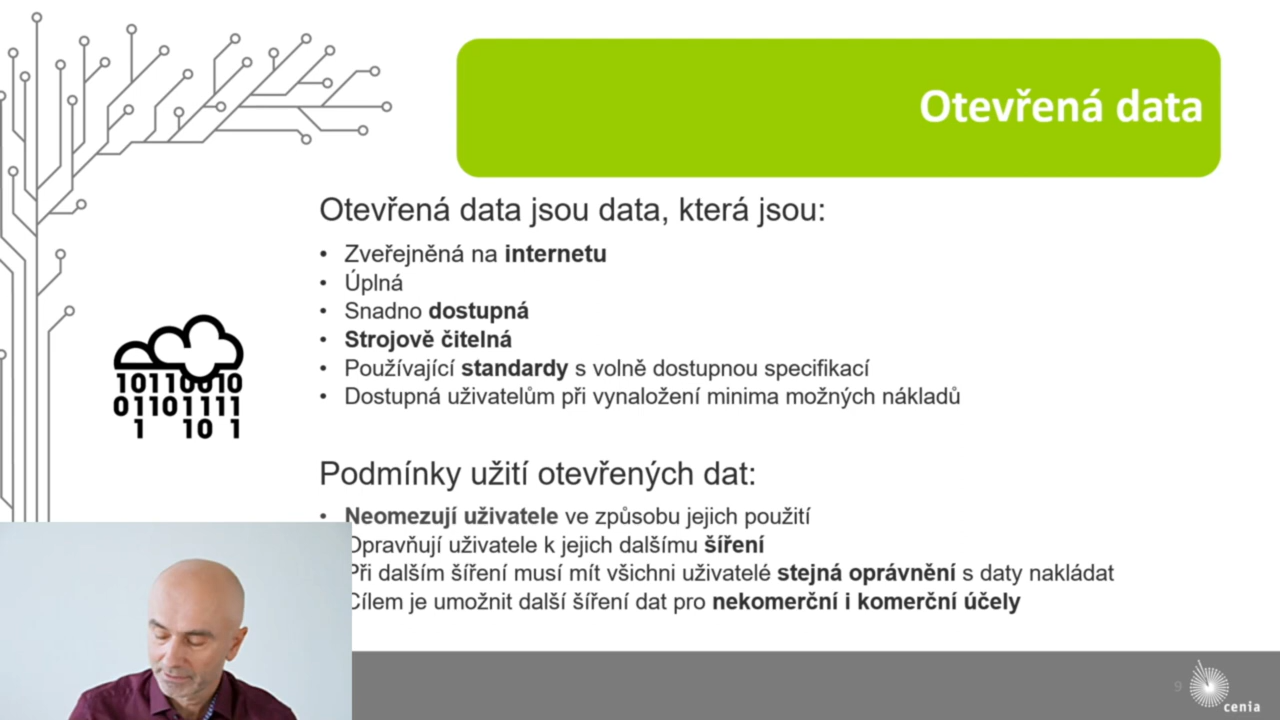 Otevřená data
Otevřená data jsou data, která jsou:
• Zveřejněná na internetu
• Úplná
• Snadno dostupná
• Strojově čitelná
• Používající standardy s volně dostupnou specifikací
• Dostupná uživatelům při vynaložení minima možných nákladů
10110010
01101111
1 10 1
Podmínky užití otevřených dat:
• Neomezují uživatele ve způsobu jejich použití
Opravňují uživatele k jejich dalšímu šíření
Při dalším šíření musí mít všichni uživatelé stejná oprávnění s daty nakládat
Cílem je umožnit další šíření dat pro nekomerční i komerční účely
9
cenia